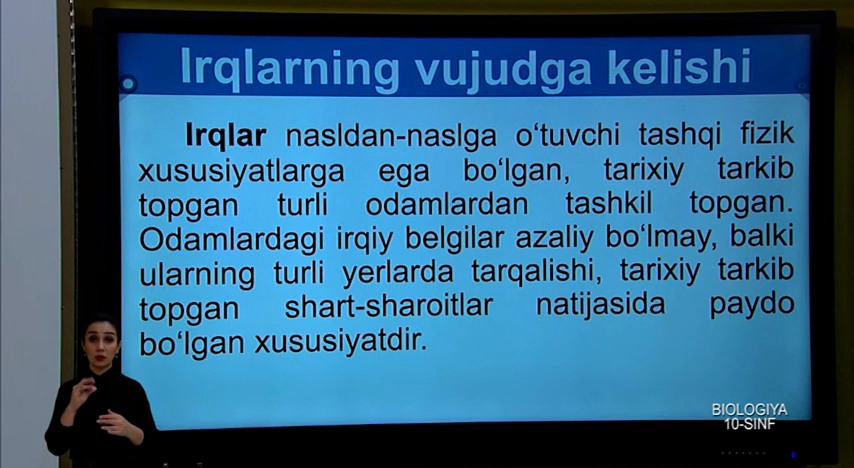 Irqlarning vujudga kelishi
Irqlar nasldan-naslga o‘tuvchi tashqi fizik
xususiyatlarga ega bo‘lgan, tarixiy tarkib
topgan turli odamlardan tashkil topgan.
Odamlardagi irqiy belgilar azaliy bo‘lmay, balki
ularning turli yerlarda tarqalishi, tarixiy tarkib
topgan shart-sharoitlar natijasida paydo
bo‘lgan xususiyatdir.
BIOLOGIYA
10-SINF